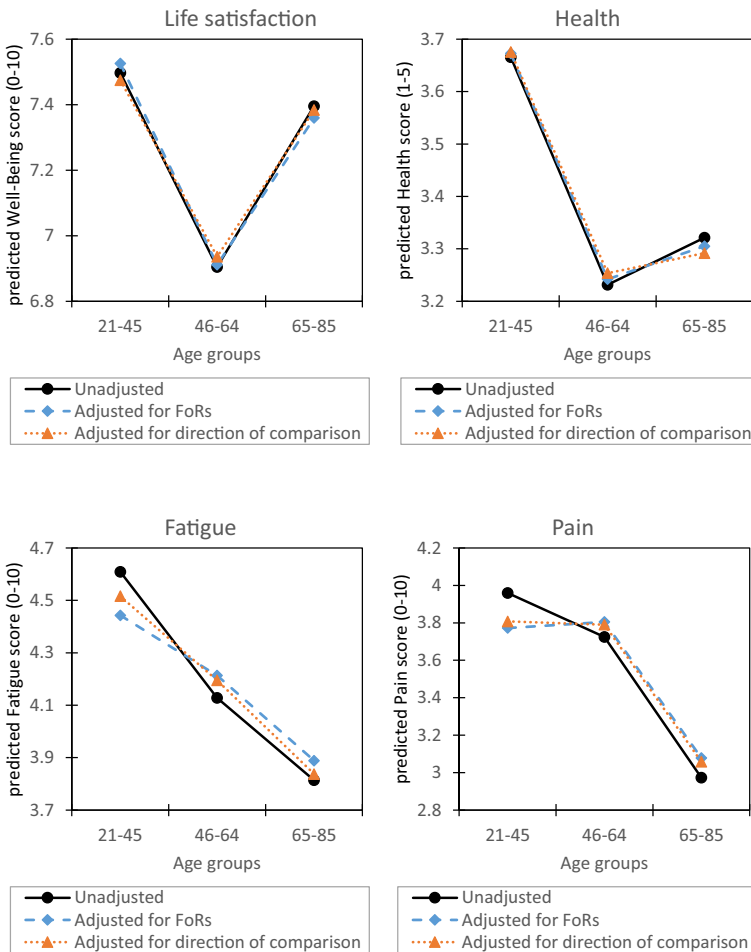 Life satisfaction
predicted Well-Being score (0-10)
7.6
7.4
7.2
7
6.8
21-45 46-64 65-85
Age groups
Unadjusted
Adjusted for FoRs
Adjusted for direction of comparison
Health
predicted Health score (1-5)
3.7
3.6
3.5
3.4
3.3
3.2
21-45 46-64 65-85
Age groups
Unadjusted
Adjusted for FoRs
Adjusted for direction of comparison
Fatigue
predicted Fatigue score (0-10)
4.7
4.5
4.3
4.1
3.9
3.7
21-45 46-64 65-85
Age groups
Unadjusted
Adjusted for FoRs
Adjusted for direction of comparison
Pain
predicted Pain score (0-10)
4.2
4
3.8
3.6
3.4
3.2
3
2.8
21-45 46-64 65-85
Age groups
Unadjusted
Adjusted for FoRs
Adjusted for direction of comparison